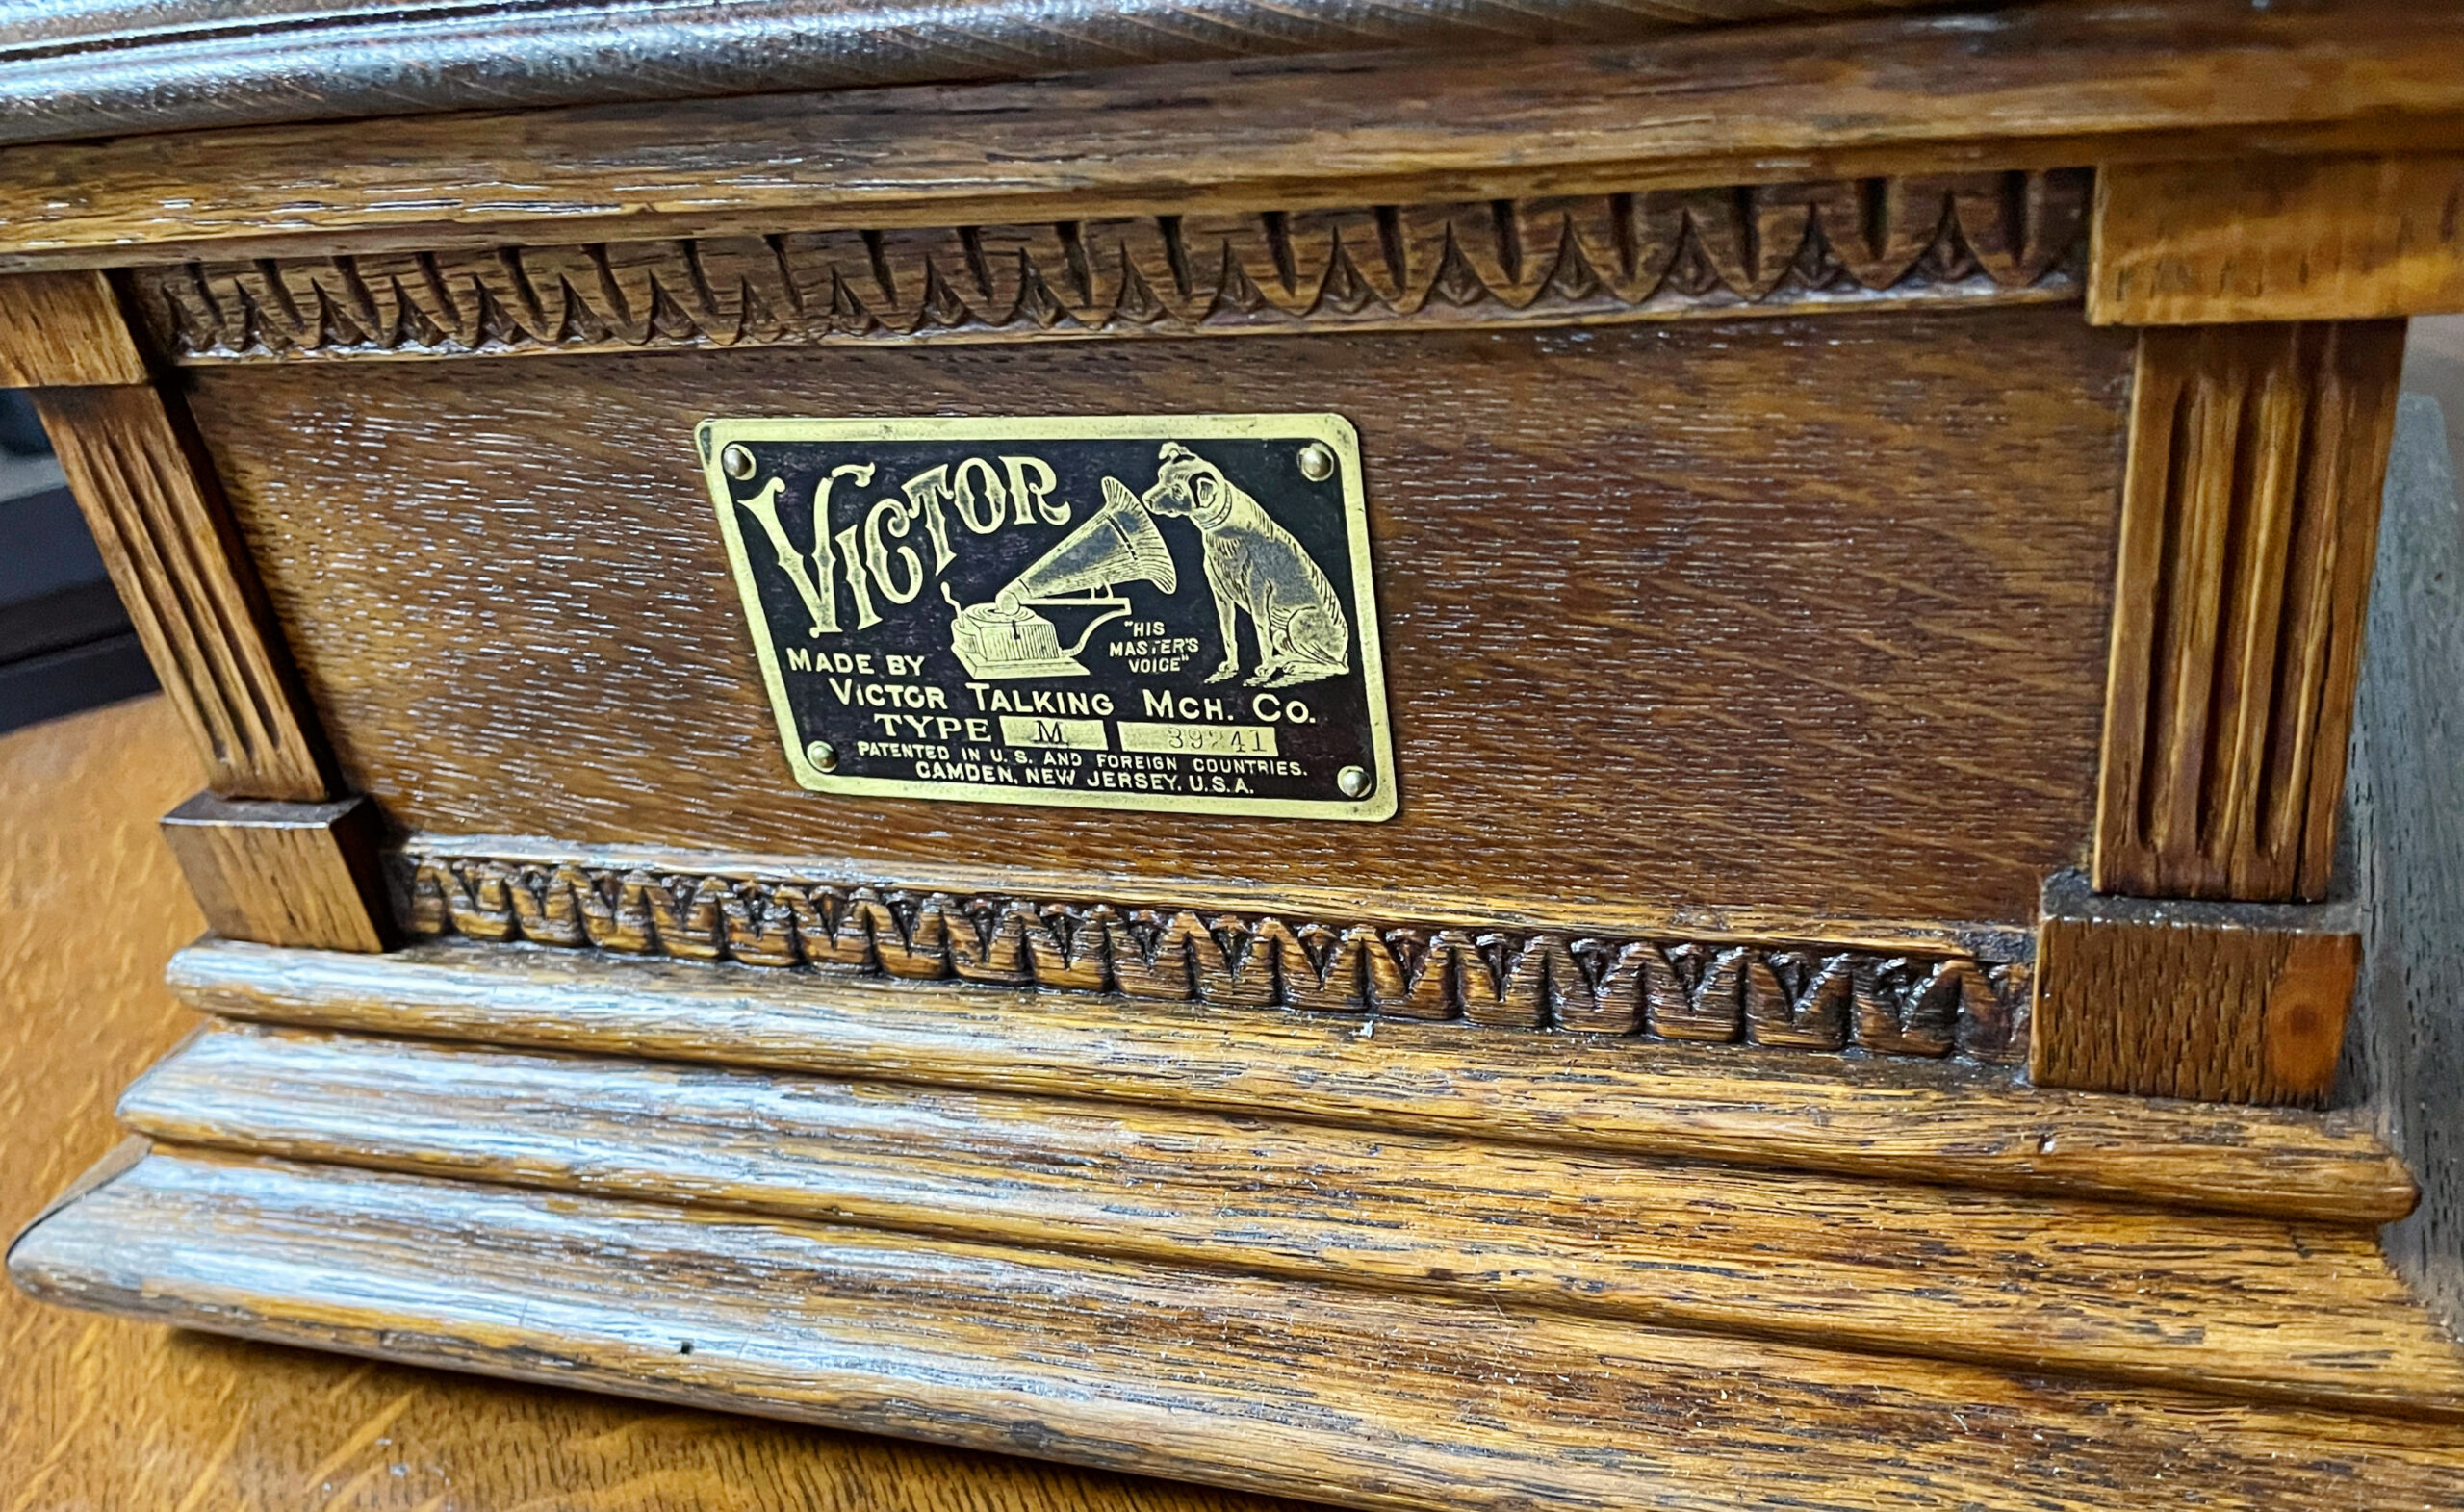 VICTOR
"HIS
MASTER'S
VOICE"
MADE BY
VICTOR TALKING MCH. CO.
TYPE M
PATENTED IN U.S. AND FOREIGN COUNTRIES.
CAMDEN, NEW JERSEY, U.S.A.